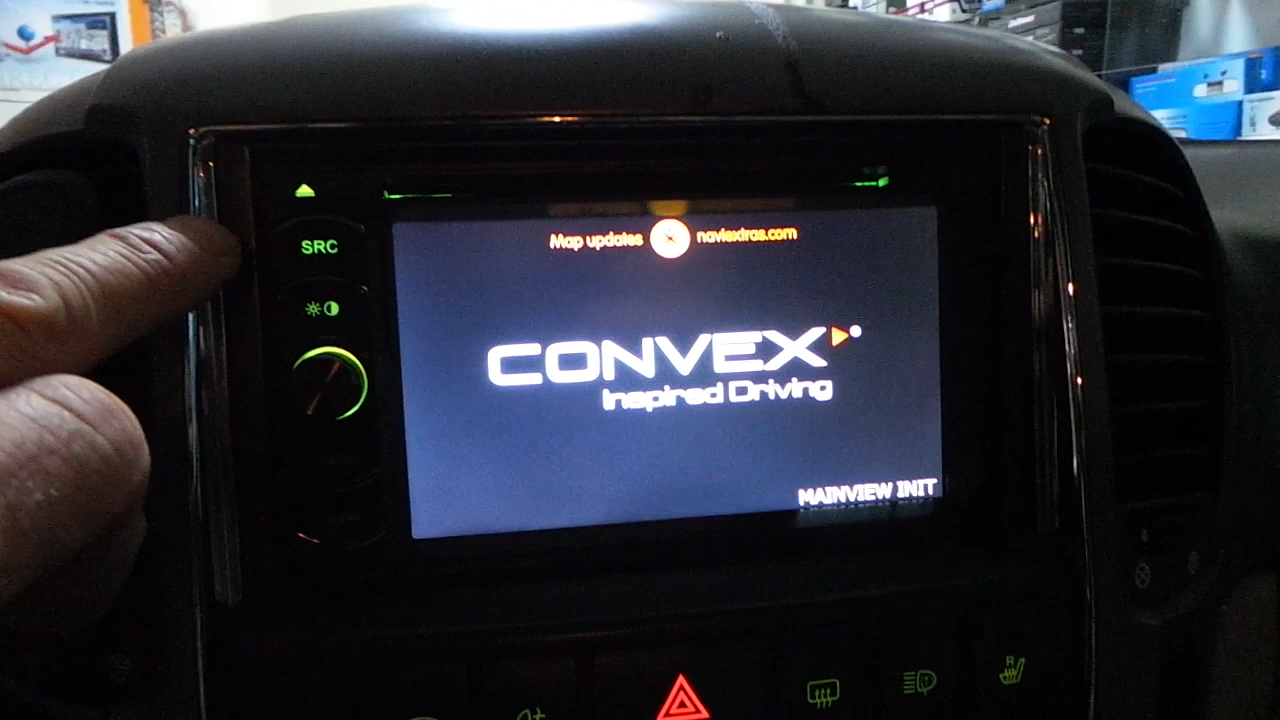 SRC
Map updates naviextras.com
CONVEX
Inspired Driving
MAINVIEW INIT
R